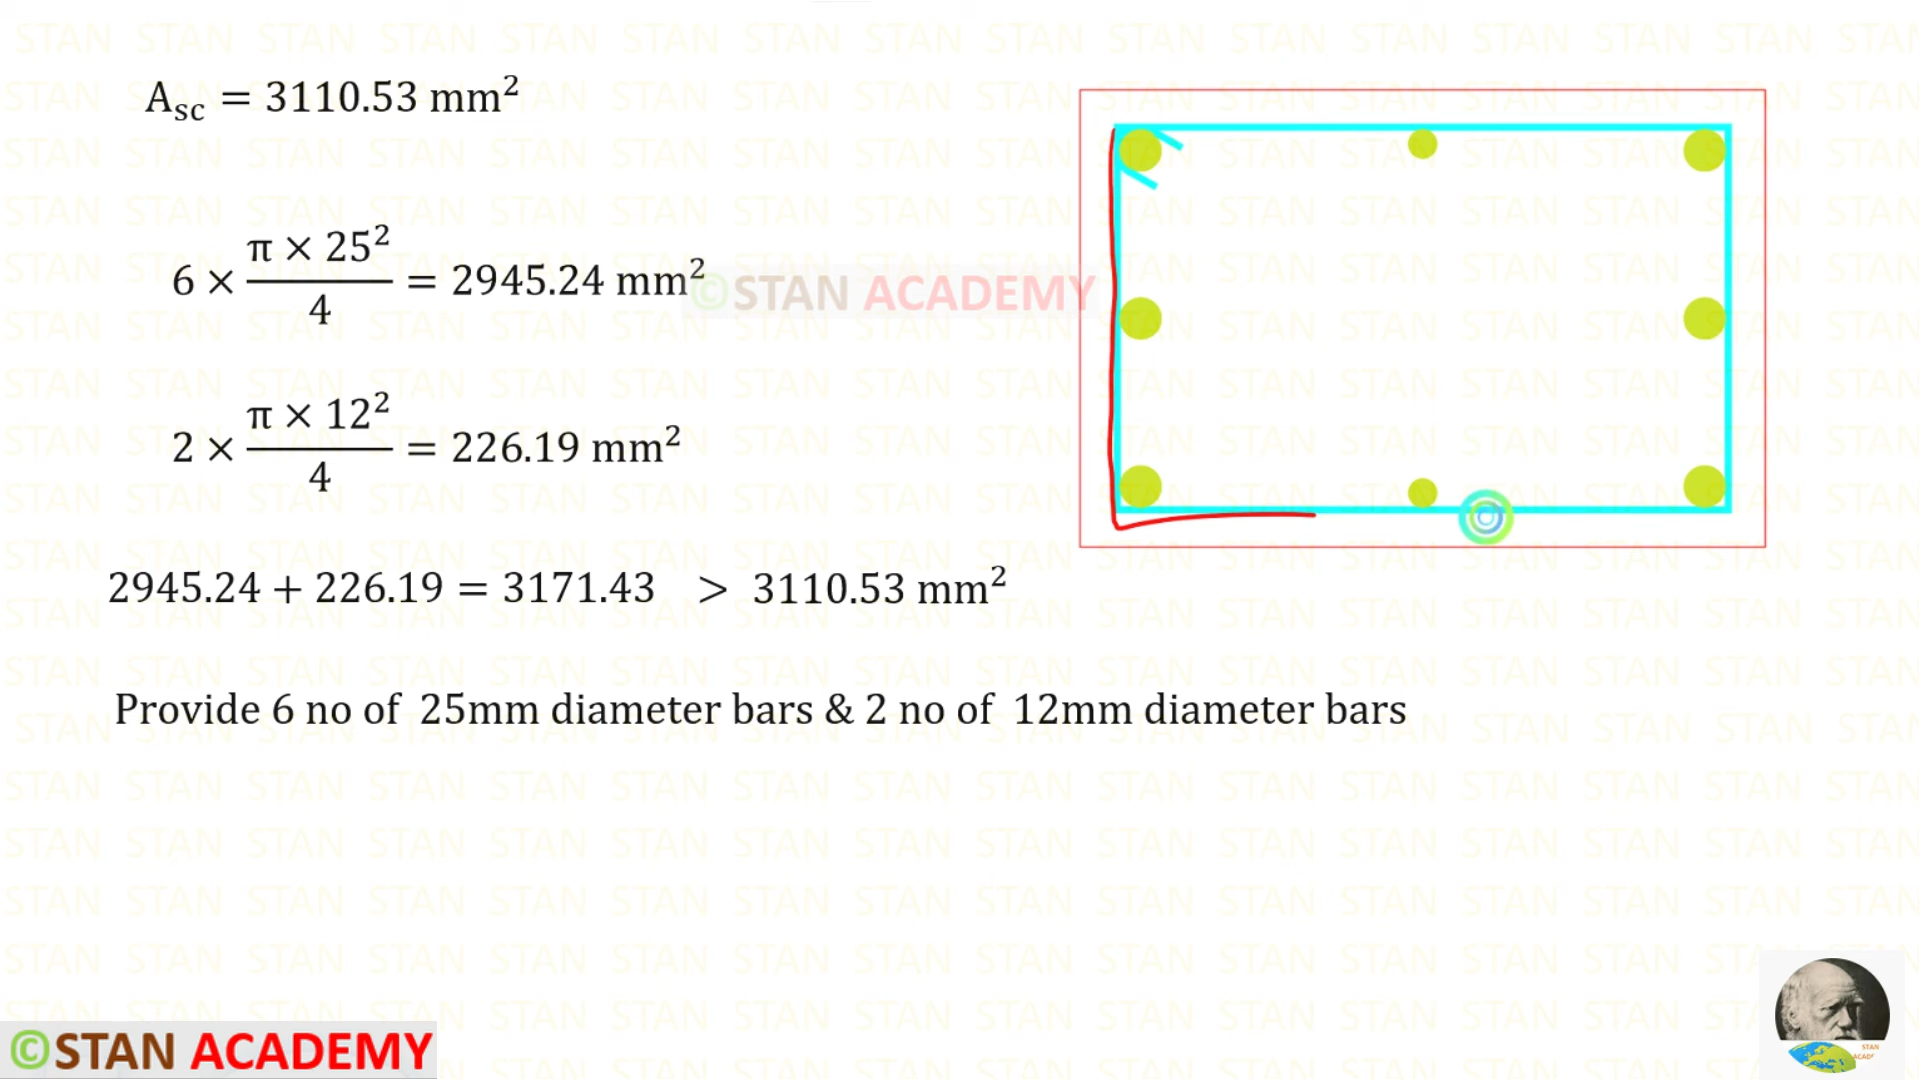 A_sc = 3110.53 mm²
6 × (π × 25²)/4 = 2945.24 mm²
©STAN ACADEMY
2 × (π × 12²)/4 = 226.19 mm²
2945.24 + 226.19 = 3171.43 > 3110.53 mm²
Provide 6 no of 25mm diameter bars & 2 no of 12mm diameter bars
©STAN ACADEMY
STAN